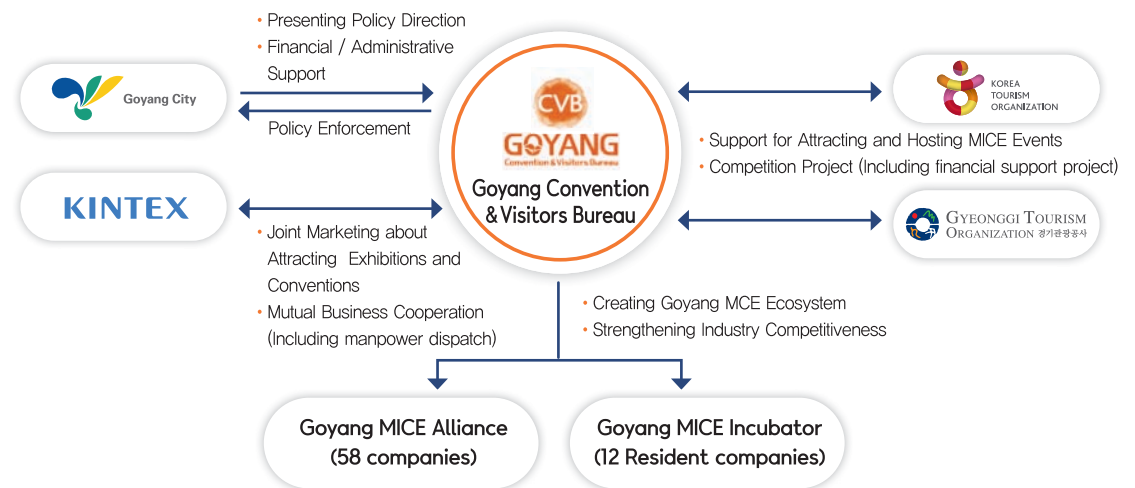 • Presenting Policy Direction
• Financial / Administrative
Support
Goyang City
Policy Enforcement
KINTEX
• Joint Marketing about
Attracting Exhibitions and
Conventions
• Mutual Business Cooperation
(Including manpower dispatch)
CVB
GOYANG
Convention & Visitors Bureau
Goyang Convention
& Visitors Bureau
KOREA
TOURISM
ORGANIZATION
• Support for Attracting and Hosting MICE Events
• Competition Project (Including financial support project)
GYEONGGI TOURISM
ORGANIZATION 경기관광공사
• Creating Goyang MCE Ecosystem
• Strengthening Industry Competitiveness
Goyang MICE Alliance
(58 companies)
Goyang MICE Incubator
(12 Resident companies)